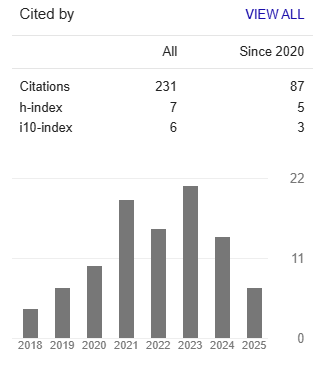 Cited by VIEW ALL
All Since 2020
Citations 231 87
h-index 7 5
i10-index 6 3
22
11
0
2018 2019 2020 2021 2022 2023 2024 2025